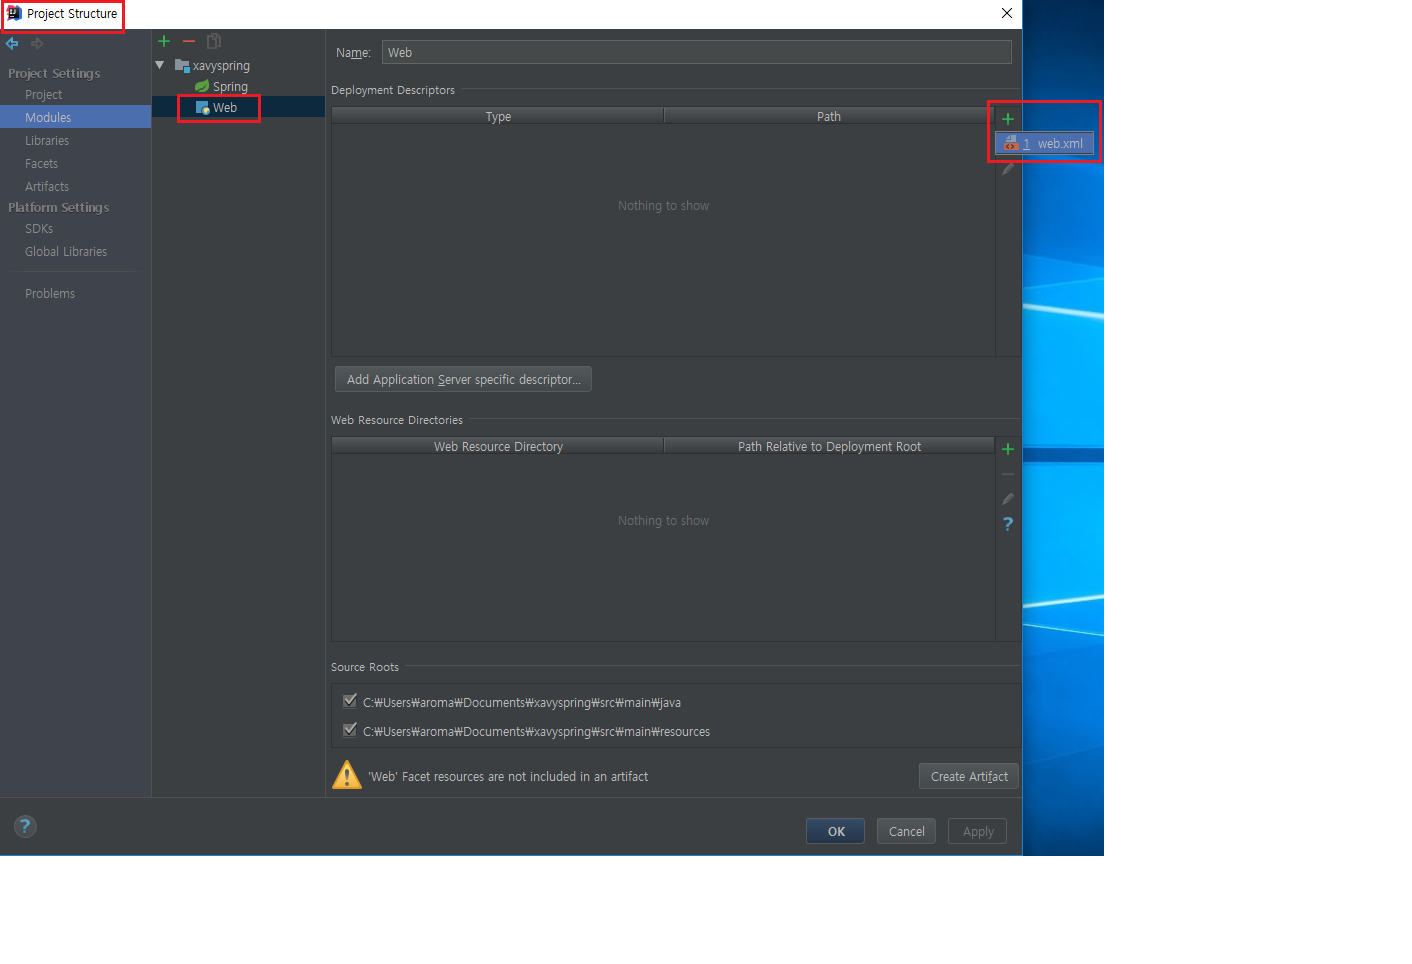 Project Structure
Project Settings
Project
Modules
Libraries
Facets
Artifacts
Platform Settings
SDKs
Global Libraries
Problems
xavyspring
Spring
Web
Name: Web
Deployment Descriptors
Type Path
1 web.xml
Nothing to show
Add Application Server specific descriptor...
Web Resource Directories
Web Resource Directory Path Relative to Deployment Root
Nothing to show
?
Source Roots
C:₩Users₩aroma₩Documents₩xavyspring₩src₩main₩java
C:₩Users₩aroma₩Documents₩xavyspring₩src₩main₩resources
'Web' Facet resources are not included in an artifact
Create Artifact
?
OK Cancel Apply